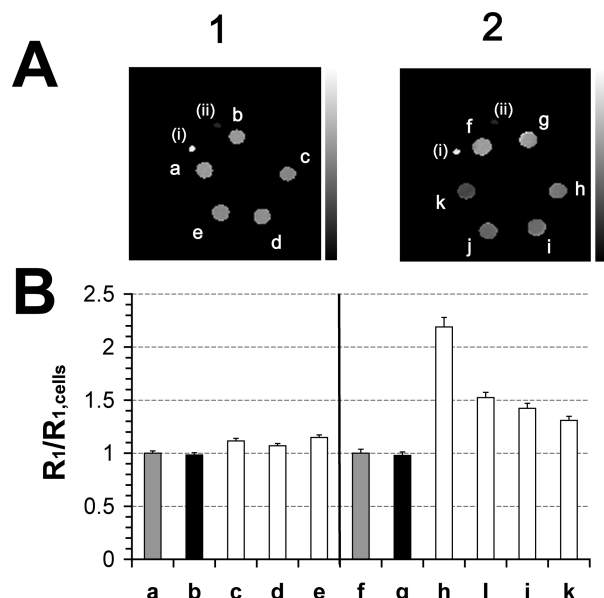 1 2
A
(ii) b
(i)
a
c
e d
(ii)
f g
(i)
k h
j i
B
2.5
2
1.5
1
0.5
0
R₁/R₁,cells
a b c d e f g h I i k